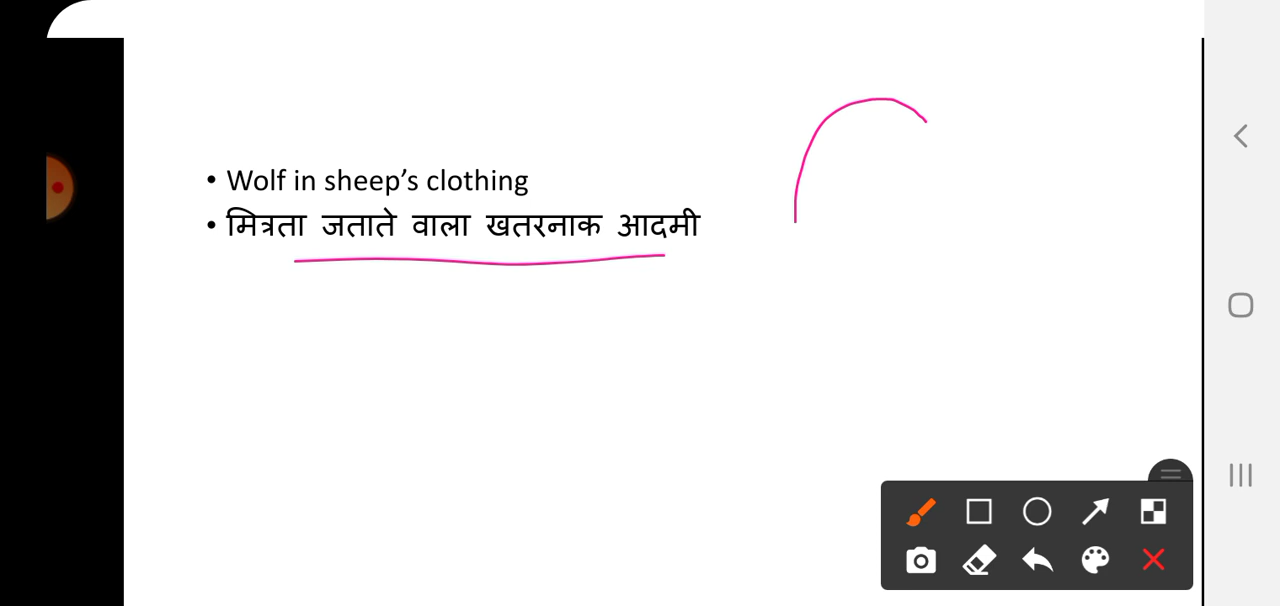 • Wolf in sheep’s clothing
• मित्रता जताते वाला खतरनाक आदमी